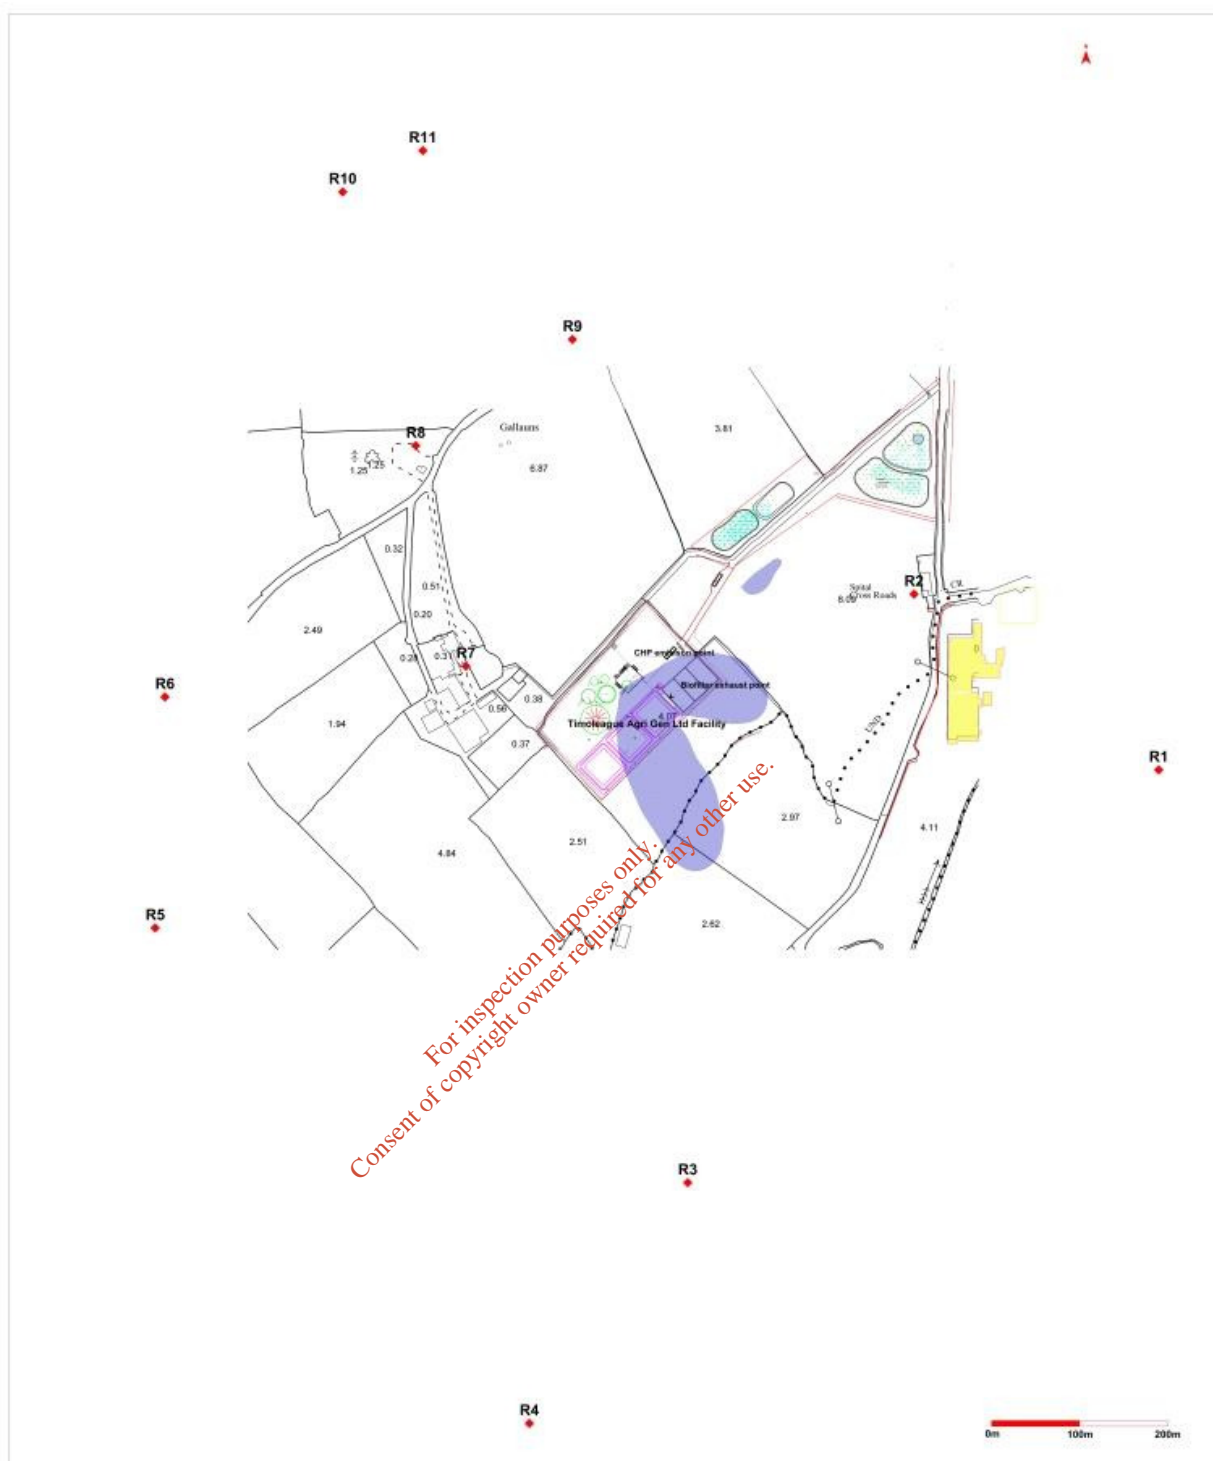 R11
R10
R9
R8
Gallauns
3.81
6.87
1.25
1.25
0.32
0.51
0.20
2.49
R2
CR
Spital
Cross Roads
R7
0.28
R6
CHP emission point
Biofilter exhaust point
0.38
0.56
1.94
4.07
Timoleague Agri Gen Ltd Facility
UND
0.37
R1
2.97
4.11
2.51
4.84
R5
2.62
For inspection purposes only.
Consent of copyright owner required for any other use.
R3
R4
0m
100m
200m